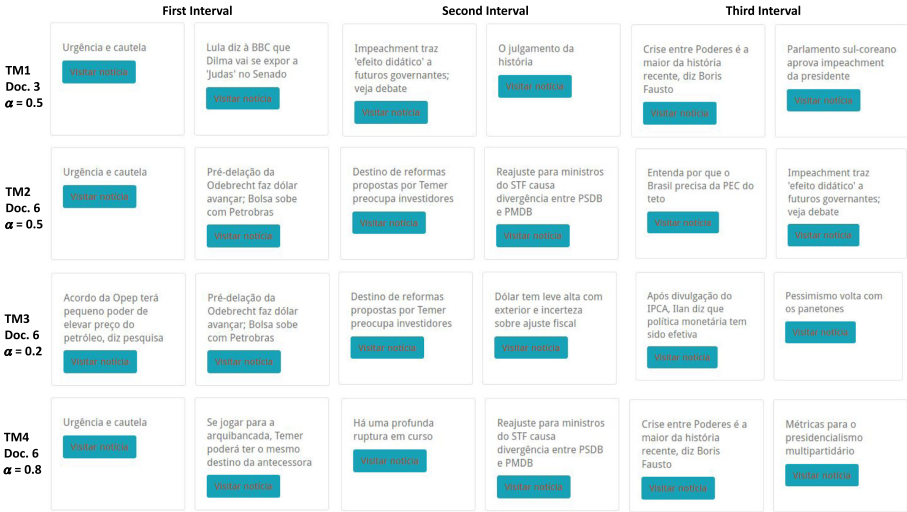 First Interval
Second Interval
Third Interval
TM1
Doc. 3
α = 0.5
Urgência e cautela
Visitar notícia
Lula diz à BBC que
Dilma vai se expor a
'Judas' no Senado
Visitar notícia
Impeachment traz
'efeito didático' a
futuros governantes;
veja debate
Visitar notícia
O julgamento da
história
Visitar notícia
Crise entre Poderes é a
maior da história
recente, diz Boris
Fausto
Visitar notícia
Parlamento sul-coreano
aprova impeachment
da presidente
Visitar notícia
TM2
Doc. 6
α = 0.5
Urgência e cautela
Visitar notícia
Pré-delação da
Odebrecht faz dólar
avançar; Bolsa sobe
com Petrobras
Visitar notícia
Destino de reformas
propostas por Temer
preocupa investidores
Visitar notícia
Reajuste para ministros
do STF causa
divergência entre PSDB
e PMDB
Visitar notícia
Entenda por que o
Brasil precisa da PEC do
teto
Visitar notícia
Impeachment traz
'efeito didático' a
futuros governantes;
veja debate
Visitar notícia
TM3
Doc. 6
α = 0.2
Acordo da Opep terá
pequeno poder de
elevar preço do
petróleo, diz pesquisa
Visitar notícia
Pré-delação da
Odebrecht faz dólar
avançar; Bolsa sobe
com Petrobras
Visitar notícia
Destino de reformas
propostas por Temer
preocupa investidores
Visitar notícia
Dólar tem leve alta com
exterior e incerteza
sobre ajuste fiscal
Visitar notícia
Após divulgação do
IPCA, Ilan diz que
política monetária tem
sido efetiva
Visitar notícia
Pessimismo volta com
os panetones
Visitar notícia
TM4
Doc. 6
α = 0.8
Urgência e cautela
Visitar notícia
Se jogar para a
arquibancada, Temer
poderá ter o mesmo
destino da antecessora
Visitar notícia
Há uma profunda
ruptura em curso
Visitar notícia
Reajuste para ministros
do STF causa
divergência entre PSDB
e PMDB
Visitar notícia
Crise entre Poderes é a
maior da história
recente, diz Boris
Fausto
Visitar notícia
Métricas para o
presidencialismo
multipartidário
Visitar notícia